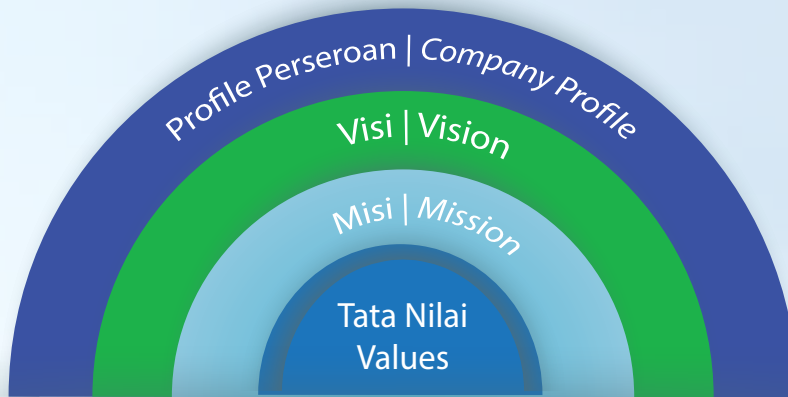 Profile Perseroan | Company Profile
Visi | Vision
Misi | Mission
Tata Nilai
Values